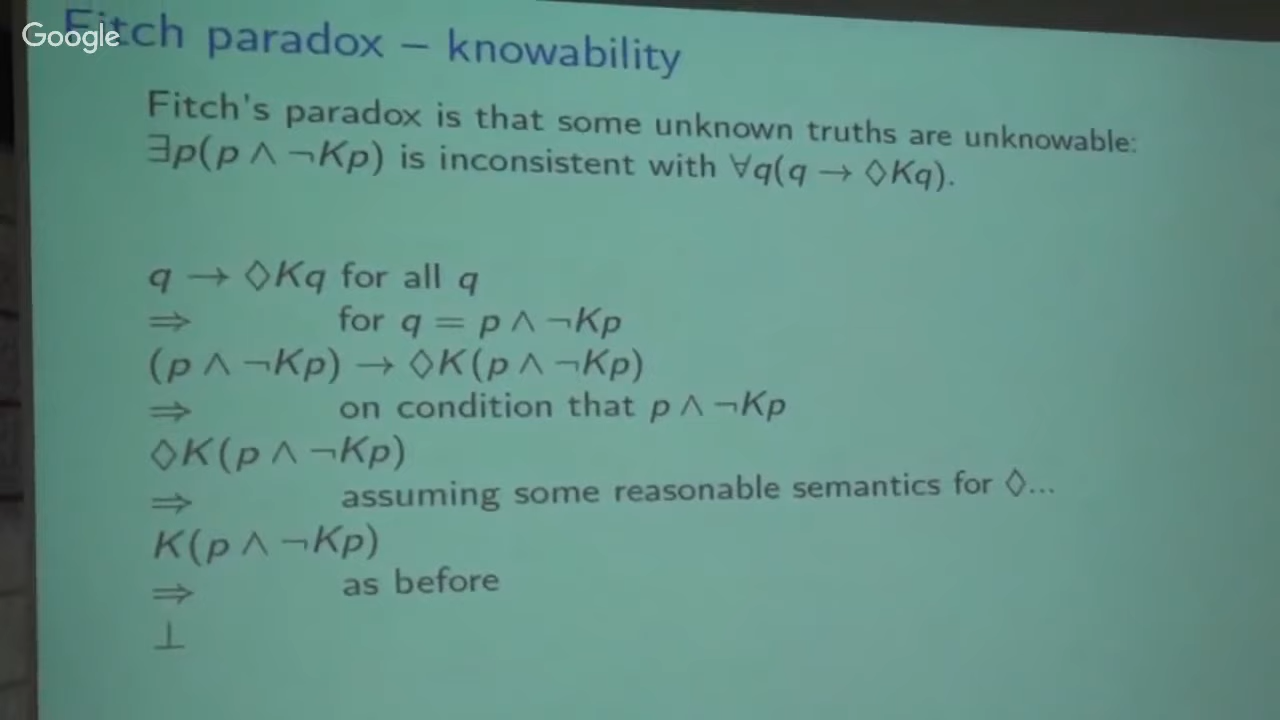 Google
Fitch paradox – knowability
Fitch's paradox is that some unknown truths are unknowable:
∃p(p ∧ ¬Kp) is inconsistent with ∀q(q → ◊Kq).
q → ◊Kq for all q
⇒ for q = p ∧ ¬Kp
(p ∧ ¬Kp) → ◊K(p ∧ ¬Kp)
⇒ on condition that p ∧ ¬Kp
◊K(p ∧ ¬Kp)
⇒ assuming some reasonable semantics for ◊...
K(p ∧ ¬Kp)
⇒ as before
⊥